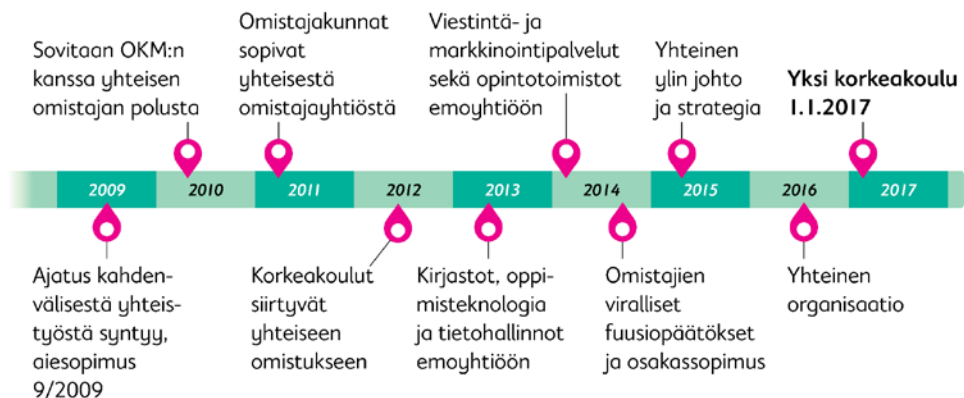 Sovitaan OKM:n
kanssa yhteisen
omistajan polusta
Omistajakunnat
sopivat
yhteisestä
omistajayhtiöstä
Viestintä- ja
markkinointipalvelut
sekä opintotoimistot
emoyhtiöön
Yhteinen
ylin johto
ja strategia
Yksi korkeakoulu
1.1.2017
2009 2010 2011 2012 2013 2014 2015 2016 2017
Ajatus kahden-
välisestä yhteis-
työstä syntyy,
aiesopimus
9/2009
Korkeakoulut
siirtyvät
yhteiseen
omistukseen
Kirjastot, oppi-
misteknologia
ja tietohallinnot
emoyhtiöön
Omistajien
viralliset
fuusiopäätökset
ja osakassopimus
Yhteinen
organisaatio